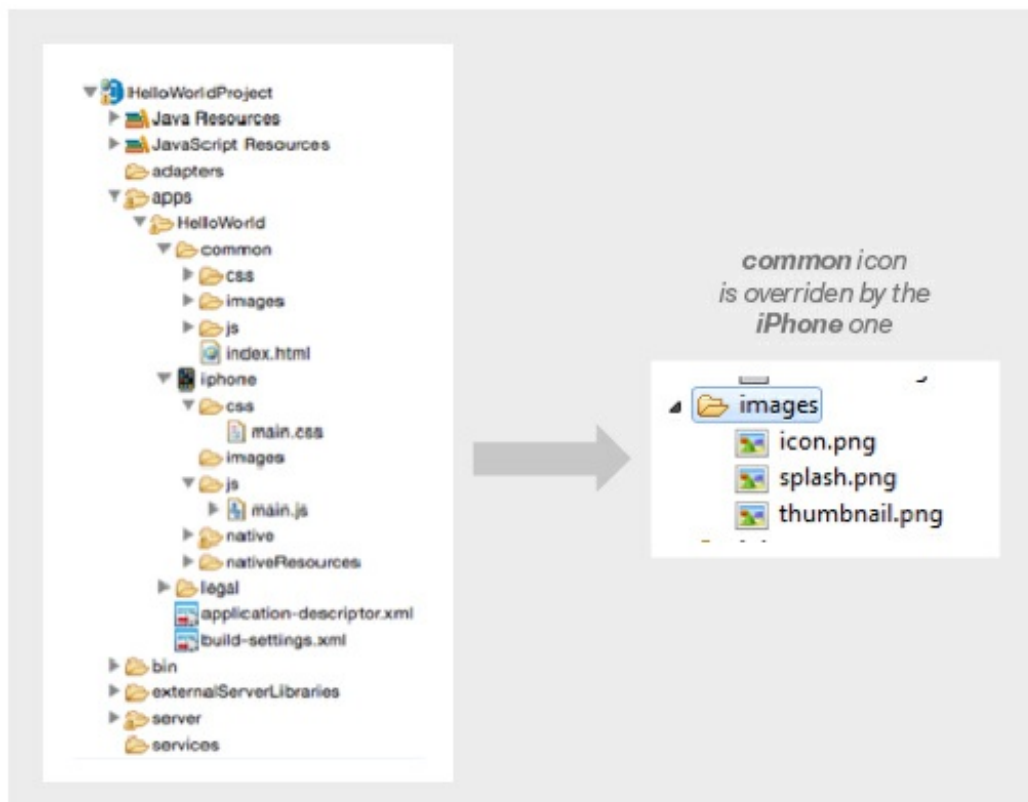 HelloWorldProject
Java Resources
JavaScript Resources
adapters
apps
HelloWorld
common
css
images
js
index.html
iphone
css
main.css
images
js
main.js
native
nativeResources
legal
application-descriptor.xml
build-settings.xml
bin
externalServerLibraries
server
services
common icon
is overriden by the
iPhone one
images
icon.png
splash.png
thumbnail.png